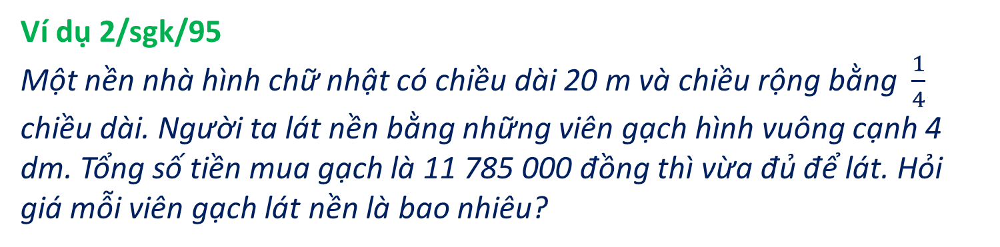 Ví dụ 2/sgk/95
Một nền nhà hình chữ nhật có chiều dài 20 m và chiều rộng bằng 1/4
chiều dài. Người ta lát nền bằng những viên gạch hình vuông cạnh 4
dm. Tổng số tiền mua gạch là 11 785 000 đồng thì vừa đủ để lát. Hỏi
giá mỗi viên gạch lát nền là bao nhiêu?